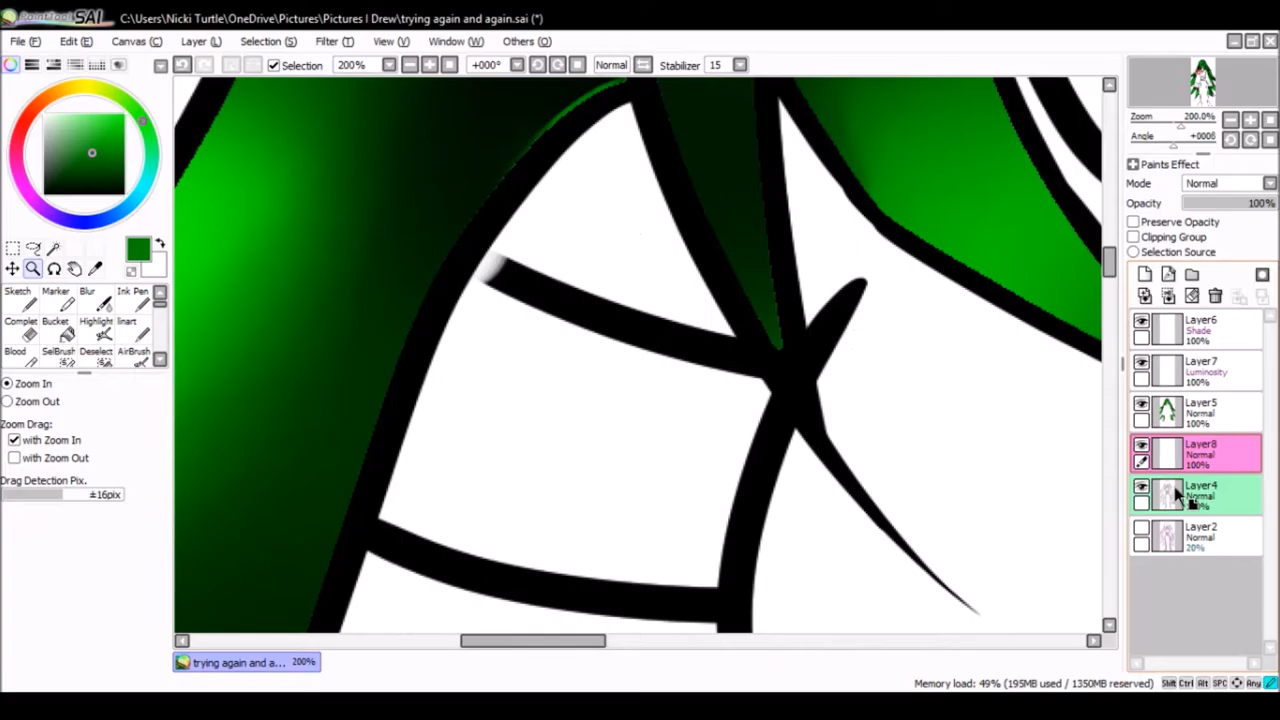 PaintTool SAI C:\Users\Nicki Turtle\OneDrive\Pictures\Pictures I Drew\trying again and again.sai (*)
File (F) Edit (E) Canvas (C) Layer (L) Selection (S) Filter (T) View (V) Window (W) Others (O)
Selection 200% +000° Normal Stabilizer 15
Zoom 200.0%
Angle +0006
Paints Effect
Mode Normal
Opacity 100%
Preserve Opacity
Clipping Group
Selection Source
Sketch Marker Blur Ink Pen
Complet Bucket Highlight linart
Blood SelBrush Deselect AirBrush
Zoom In
Zoom Out
Zoom Drag:
with Zoom In
with Zoom Out
Drag Detection Pix.
±16pix
Layer6
Shade
100%
Layer7
Luminosity
100%
Layer5
Normal
100%
Layer8
Normal
100%
Layer4
Normal
Layer2
Normal
20%
trying again and a... 200%
Memory load: 49% (195MB used / 1350MB reserved) Shift Ctrl Alt SPC Any